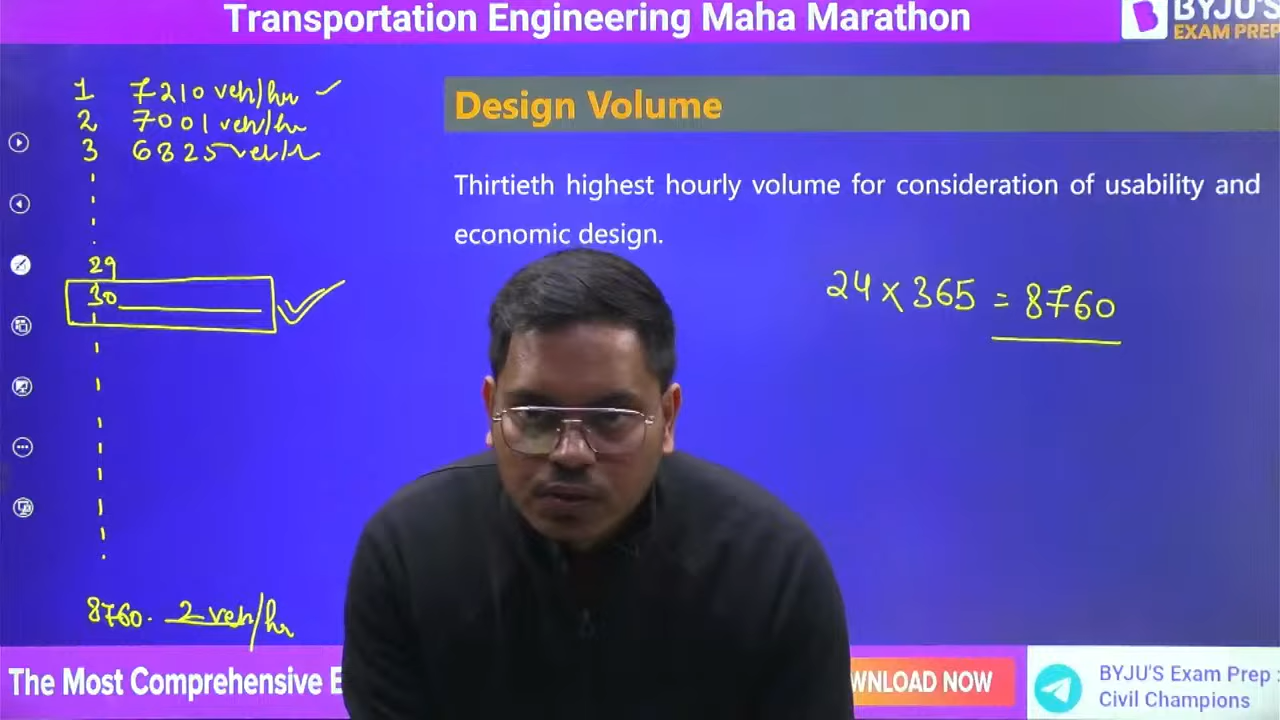 Transportation Engineering Maha Marathon
BYJU'S
EXAM PREP
1 7210 veh/hr ✓
2 7001 veh/hr
3 6825 veh/hr
29
30
8760. 2 veh/hr
Design Volume
Thirtieth highest hourly volume for consideration of usability and
economic design.
24 × 365 = 8760
The Most Comprehensive E
WNLOAD NOW
BYJU'S Exam Prep :
Civil Champions